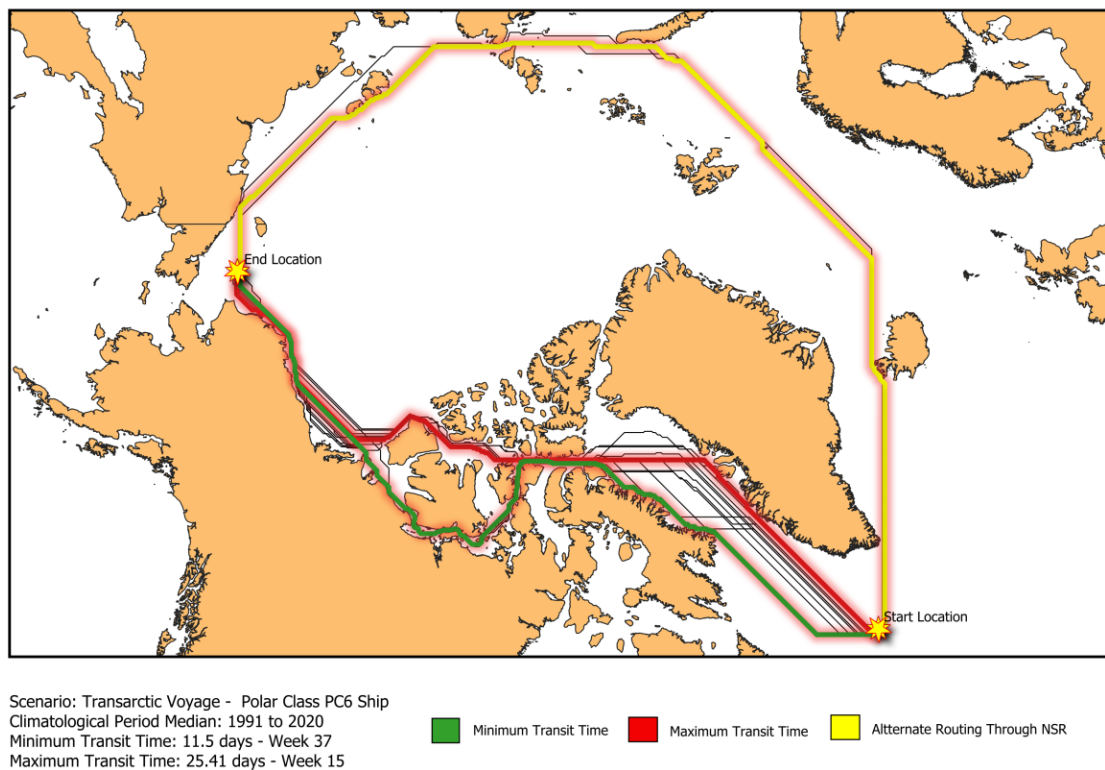 End Location
Start Location
Scenario: Transarctic Voyage - Polar Class PC6 Ship
Climatological Period Median: 1991 to 2020
Minimum Transit Time: 11.5 days - Week 37
Maximum Transit Time: 25.41 days - Week 15
Minimum Transit Time
Maximum Transit Time
Altternate Routing Through NSR